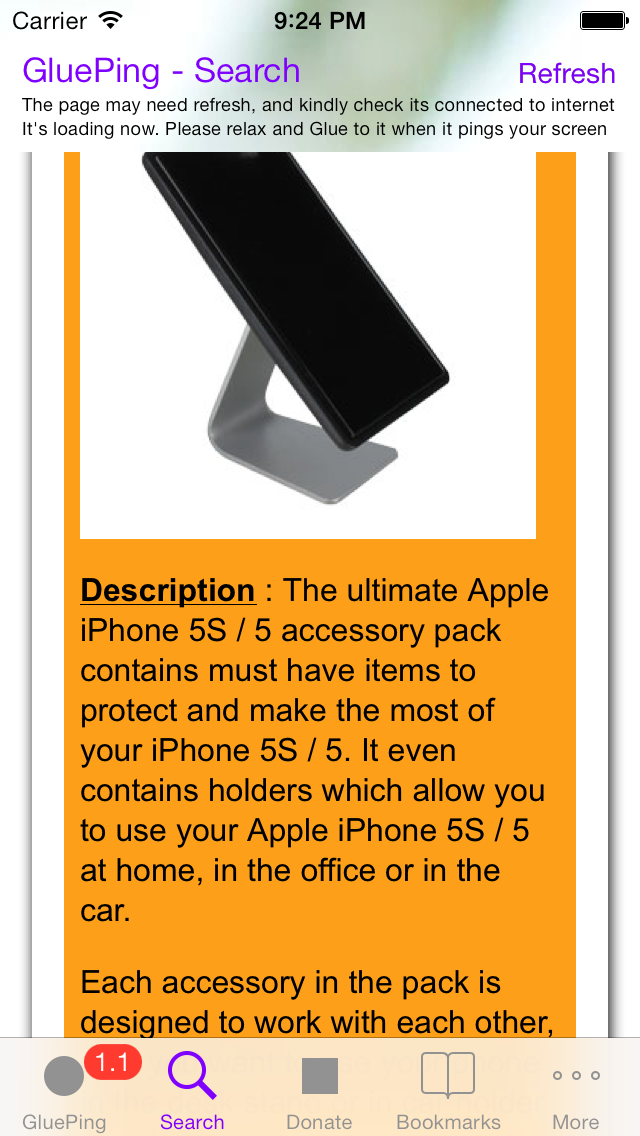 Carrier 9:24 PM
GluePing - Search Refresh
The page may need refresh, and kindly check its connected to internet
It's loading now. Please relax and Glue to it when it pings your screen
Description : The ultimate Apple
iPhone 5S / 5 accessory pack
contains must have items to
protect and make the most of
your iPhone 5S / 5. It even
contains holders which allow you
to use your Apple iPhone 5S / 5
at home, in the office or in the
car.
Each accessory in the pack is
designed to work with each other,
1.1
GluePing Search Donate Bookmarks More